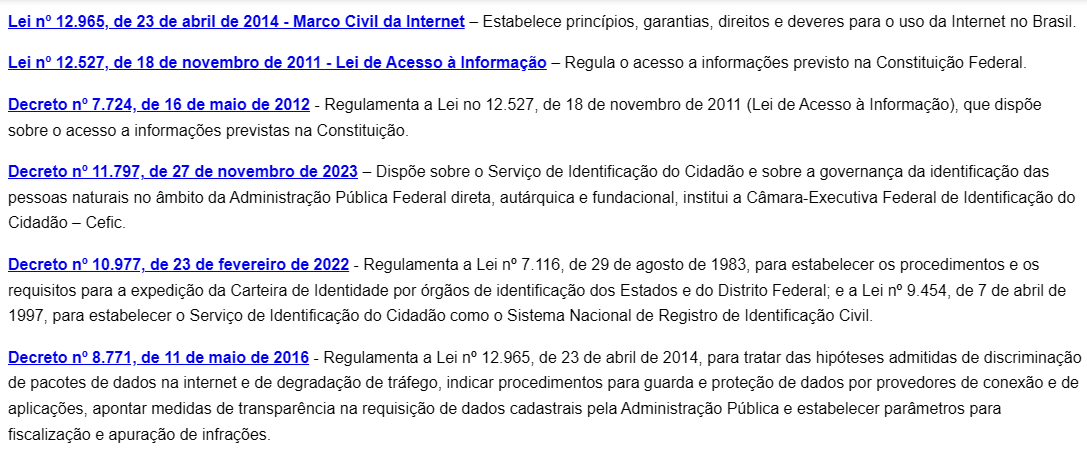 Lei nº 12.965, de 23 de abril de 2014 - Marco Civil da Internet – Estabelece princípios, garantias, direitos e deveres para o uso da Internet no Brasil.
Lei nº 12.527, de 18 de novembro de 2011 - Lei de Acesso à Informação – Regula o acesso a informações previsto na Constituição Federal.
Decreto nº 7.724, de 16 de maio de 2012 - Regulamenta a Lei no 12.527, de 18 de novembro de 2011 (Lei de Acesso à Informação), que dispõe
sobre o acesso a informações previstas na Constituição.
Decreto nº 11.797, de 27 de novembro de 2023 – Dispõe sobre o Serviço de Identificação do Cidadão e sobre a governança da identificação das
pessoas naturais no âmbito da Administração Pública Federal direta, autárquica e fundacional, institui a Câmara-Executiva Federal de Identificação do
Cidadão – Cefic.
Decreto nº 10.977, de 23 de fevereiro de 2022 - Regulamenta a Lei nº 7.116, de 29 de agosto de 1983, para estabelecer os procedimentos e os
requisitos para a expedição da Carteira de Identidade por órgãos de identificação dos Estados e do Distrito Federal; e a Lei nº 9.454, de 7 de abril de
1997, para estabelecer o Serviço de Identificação do Cidadão como o Sistema Nacional de Registro de Identificação Civil.
Decreto nº 8.771, de 11 de maio de 2016 - Regulamenta a Lei nº 12.965, de 23 de abril de 2014, para tratar das hipóteses admitidas de discriminação
de pacotes de dados na internet e de degradação de tráfego, indicar procedimentos para guarda e proteção de dados por provedores de conexão e de
aplicações, apontar medidas de transparência na requisição de dados cadastrais pela Administração Pública e estabelecer parâmetros para
fiscalização e apuração de infrações.